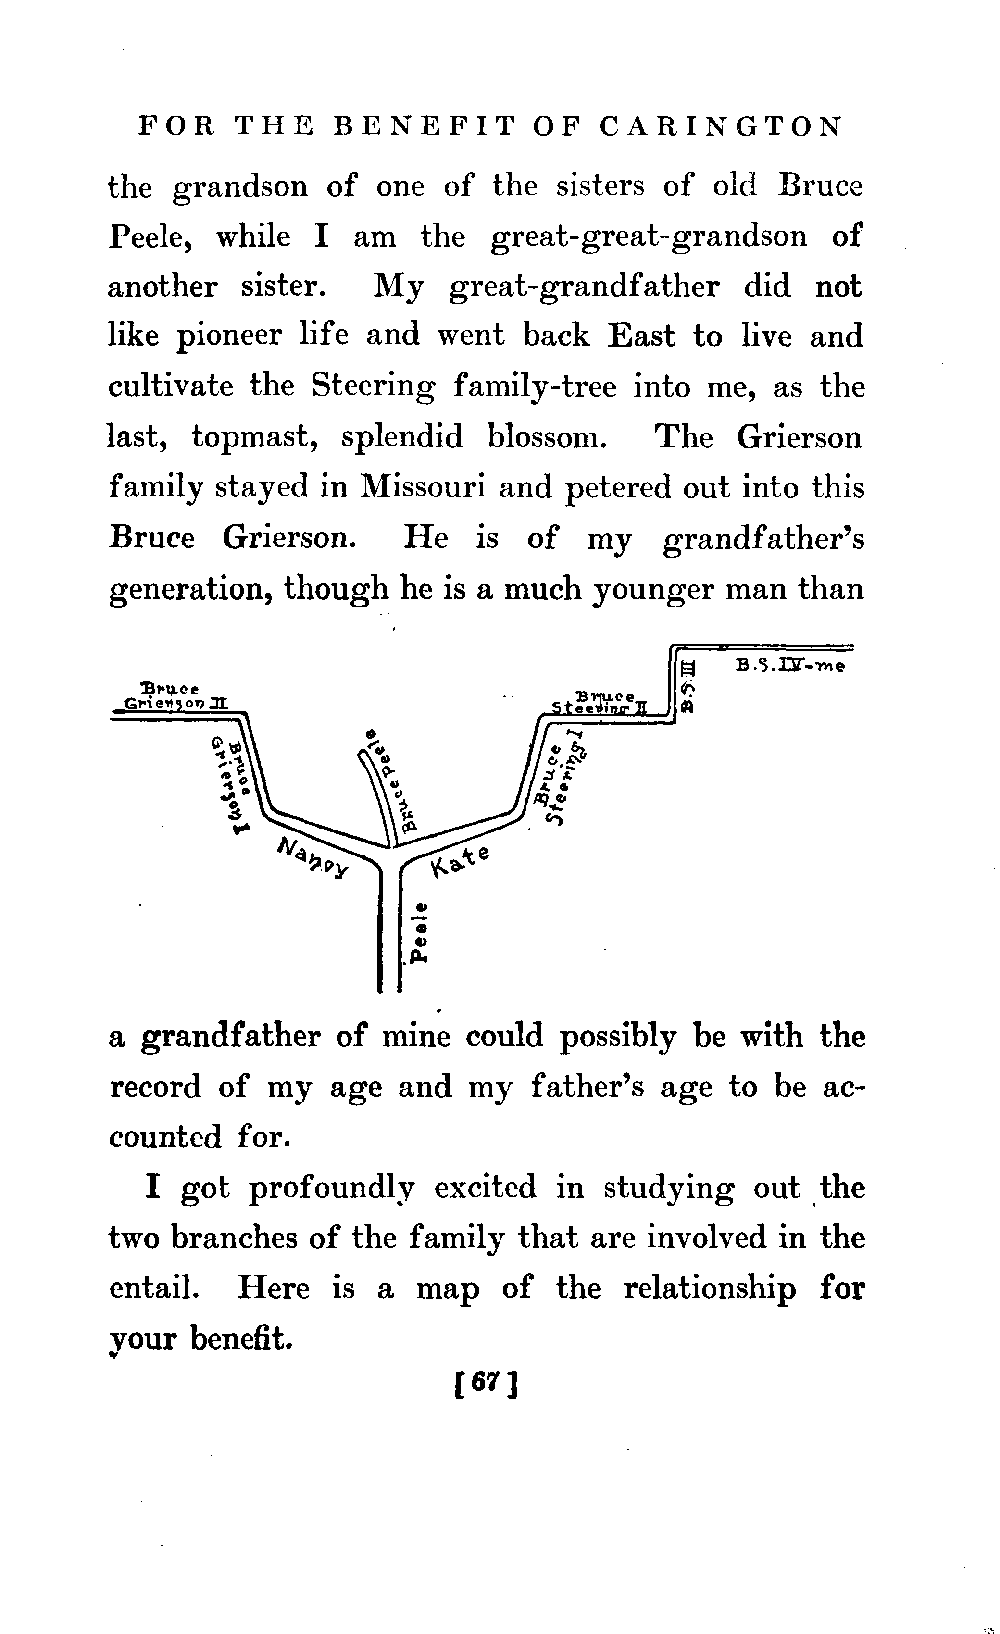 FOR THE BENEFIT OF CARINGTON
the grandson of one of the sisters of old Bruce
Peele, while I am the great-great-grandson of
another sister. My great-grandfather did not
like pioneer life and went back East to live and
cultivate the Steering family-tree into me, as the
last, topmast, splendid blossom. The Grierson
family stayed in Missouri and petered out into this
Bruce Grierson. He is of my grandfather's
generation, though he is a much younger man than
Bruce
Grierson II
Bruce
Grierson I
Nancy
Bruce Peele
Peele
Kate
Bruce
Steering I
Bruce
Steering II
B.S. III
B.S. IV-me
a grandfather of mine could possibly be with the
record of my age and my father's age to be ac-
counted for.
I got profoundly excited in studying out the
two branches of the family that are involved in the
entail. Here is a map of the relationship for
your benefit.
[67]